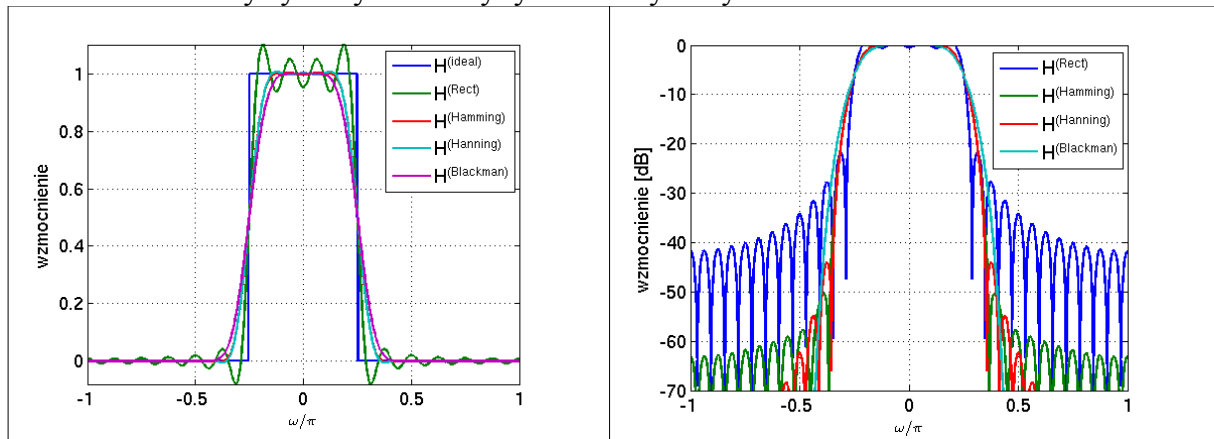 H(ideal)
H(Rect)
H(Hamming)
H(Hanning)
H(Blackman)
wzmocnienie
1
0.8
0.6
0.4
0.2
0
-1
-0.5
0
0.5
1
ω/π
H(Rect)
H(Hamming)
H(Hanning)
H(Blackman)
wzmocnienie [dB]
0
-10
-20
-30
-40
-50
-60
-70
-1
-0.5
0
0.5
1
ω/π